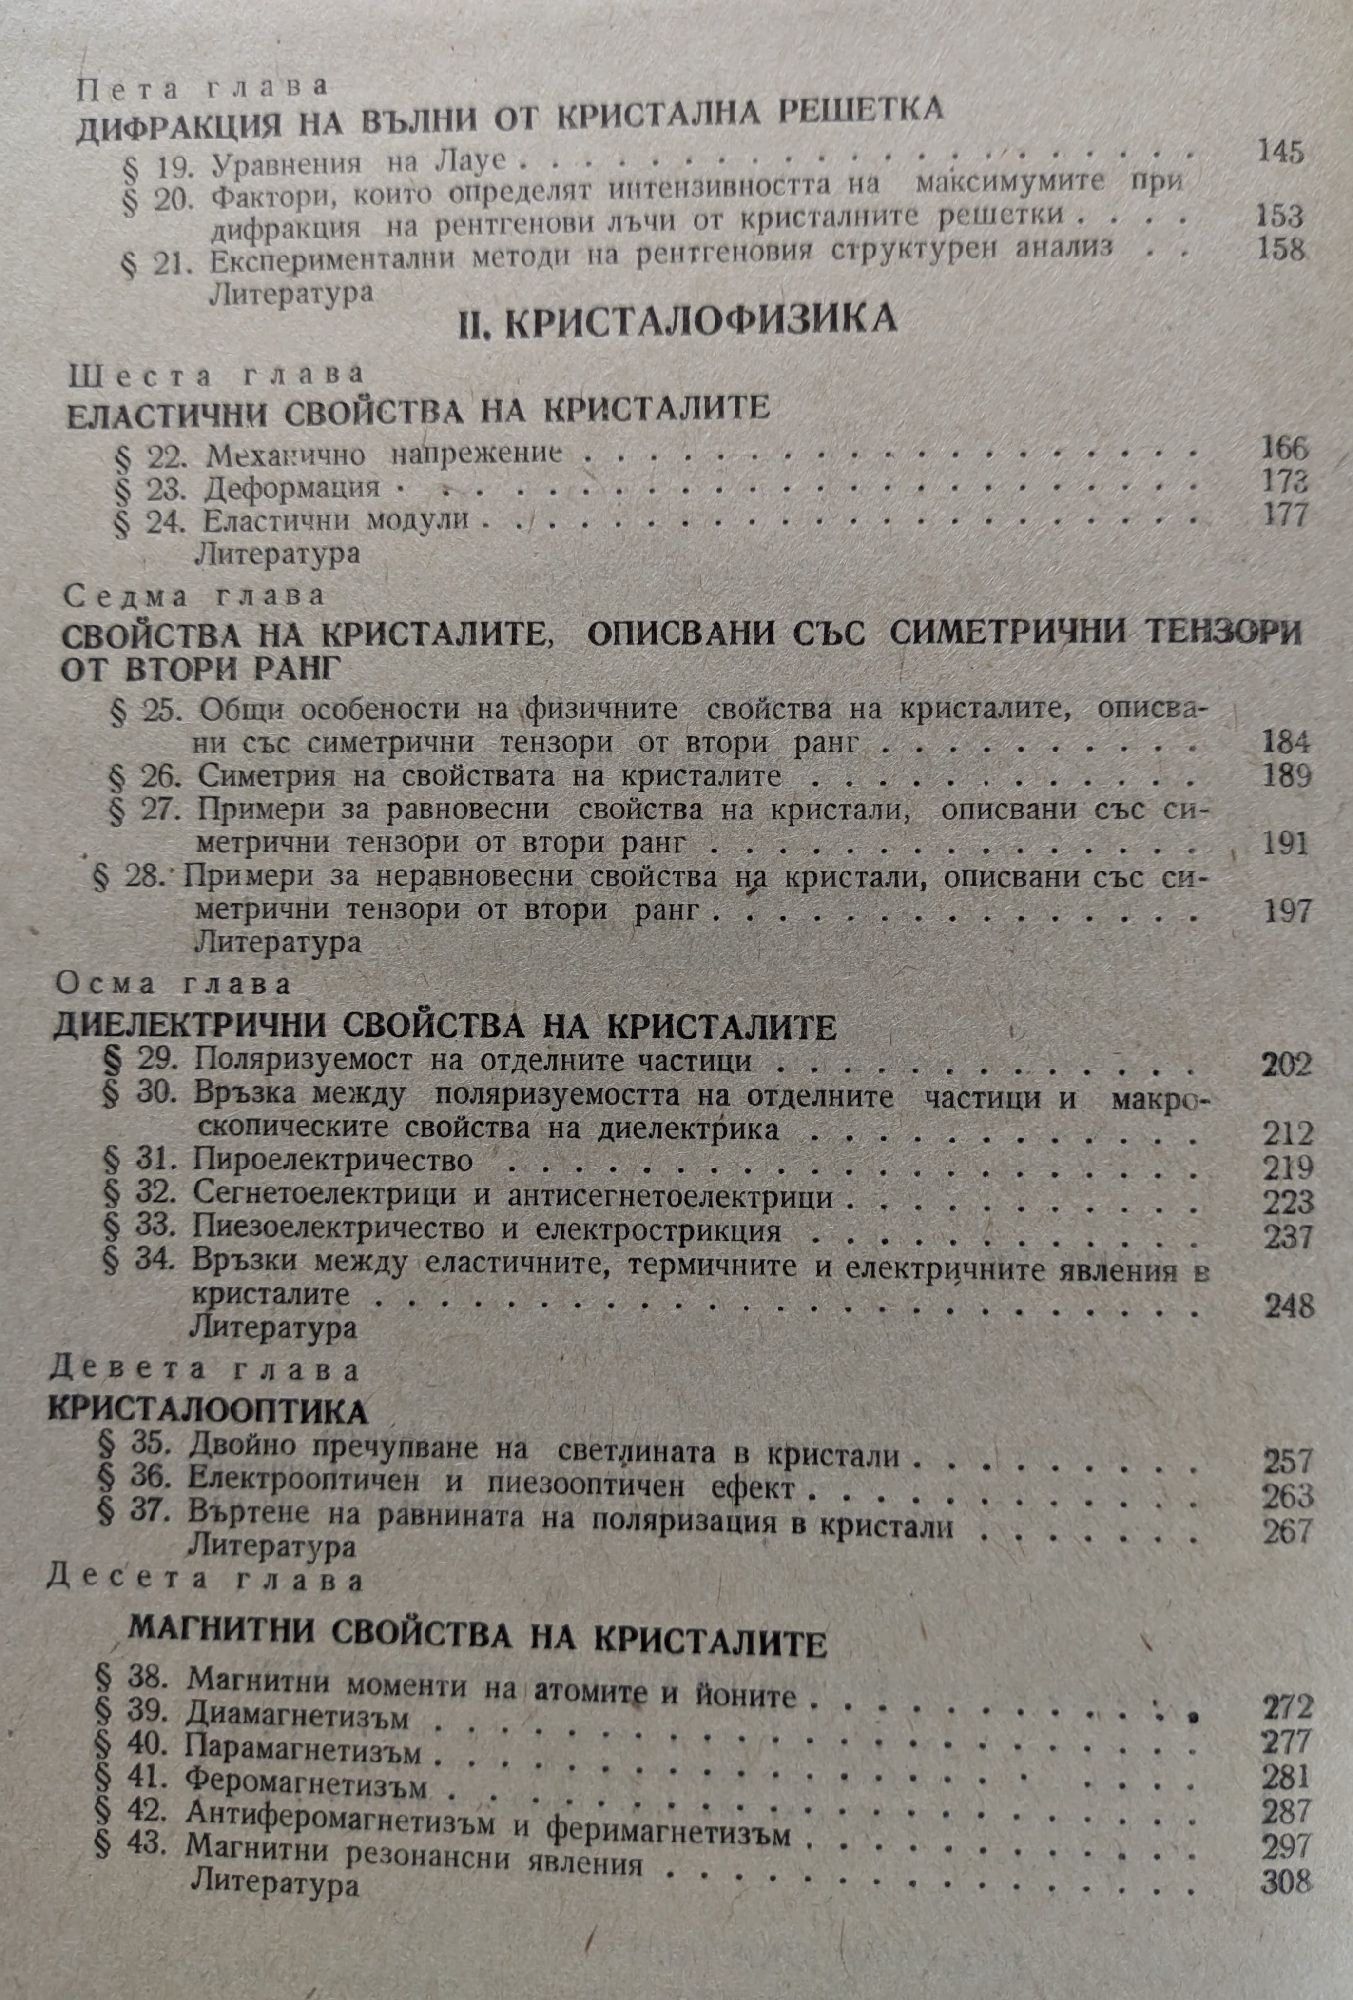 Пета глава
ДИФРАКЦИЯ НА ВЪЛНИ ОТ КРИСТАЛНА РЕШЕТКА
§ 19. Уравнения на Лауе . . . . . . . . . . . . . . . . . . . . 145
§ 20. Фактори, които определят интензивността на максимумите при
дифракция на рентгенови лъчи от кристалните решетки . . . . 153
§ 21. Експериментални методи на рентгеновия структурен анализ . . 158
Литература
II. КРИСТАЛОФИЗИКА
Шеста глава
ЕЛАСТИЧНИ СВОЙСТВА НА КРИСТАЛИТЕ
§ 22. Механично напрежение . . . . . . . . . . . . . . . . . . . 166
§ 23. Деформация . . . . . . . . . . . . . . . . . . . . . . . . 173
§ 24. Еластични модули . . . . . . . . . . . . . . . . . . . . . . 177
Литература
Седма глава
СВОЙСТВА НА КРИСТАЛИТЕ, ОПИСВАНИ СЪС СИМЕТРИЧНИ ТЕНЗОРИ
ОТ ВТОРИ РАНГ
§ 25. Общи особености на физичните свойства на кристалите, описва-
ни със симетрични тензори от втори ранг . . . . . . . . . . 184
§ 26. Симетрия на свойствата на кристалите . . . . . . . . . . . . 189
§ 27. Примери за равновесни свойства на кристали, описвани със си-
метрични тензори от втори ранг . . . . . . . . . . . . . . . 191
§ 28. Примери за неравновесни свойства на кристали, описвани със си-
метрични тензори от втори ранг . . . . . . . . . . . . . . . 197
Литература
Осма глава
ДИЕЛЕКТРИЧНИ СВОЙСТВА НА КРИСТАЛИТЕ
§ 29. Поляризуемост на отделните частици . . . . . . . . . . . . . 202
§ 30. Връзка между поляризуемостта на отделните частици и макро-
скопическите свойства на диелектрика . . . . . . . . . . . . 212
§ 31. Пироелектричество . . . . . . . . . . . . . . . . . . . . . 219
§ 32. Сегнетоелектрици и антисегнетоелектрици . . . . . . . . . . . 223
§ 33. Пиезоелектричество и електрострикция . . . . . . . . . . . . 237
§ 34. Връзки между еластичните, термичните и електричните явления в
кристалите . . . . . . . . . . . . . . . . . . . . . . . . . 248
Литература
Девета глава
КРИСТАЛООПТИКА
§ 35. Двойно пречупване на светлината в кристали . . . . . . . . . 257
§ 36. Електрооптичен и пиезооптичен ефект . . . . . . . . . . . . 263
§ 37. Въртене на равнината на поляризация в кристали . . . . . . . 267
Литература
Десета глава
МАГНИТНИ СВОЙСТВА НА КРИСТАЛИТЕ
§ 38. Магнитни моменти на атомите и йоните . . . . . . . . . . . . 272
§ 39. Диамагнетизъм . . . . . . . . . . . . . . . . . . . . . . . 277
§ 40. Парамагнетизъм . . . . . . . . . . . . . . . . . . . . . . . 281
§ 41. Феромагнетизъм . . . . . . . . . . . . . . . . . . . . . . . 287
§ 42. Антиферомагнетизъм и феримагнетизъм . . . . . . . . . . . . 297
§ 43. Магнитни резонансни явления . . . . . . . . . . . . . . . . 308
Литература